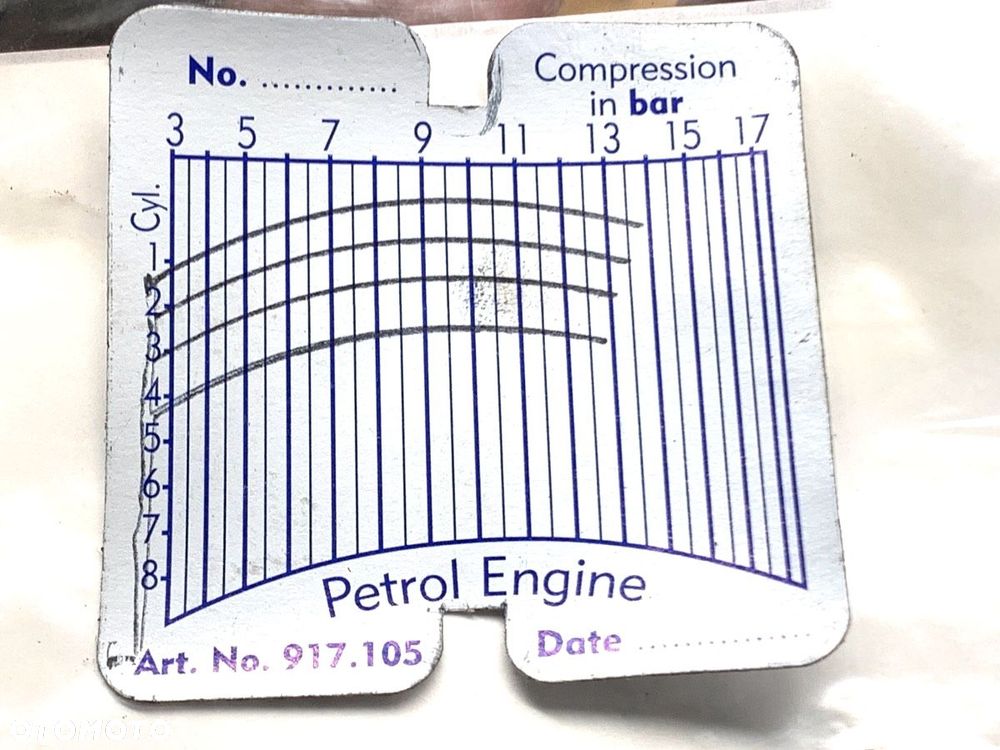 No. .............
Compression
in bar
3 5 7 9 11 13 15 17
Cyl.
1
2
3
4
5
6
7
8
Petrol Engine
Art. No. 917.105
Date ..............
OTOMOTO